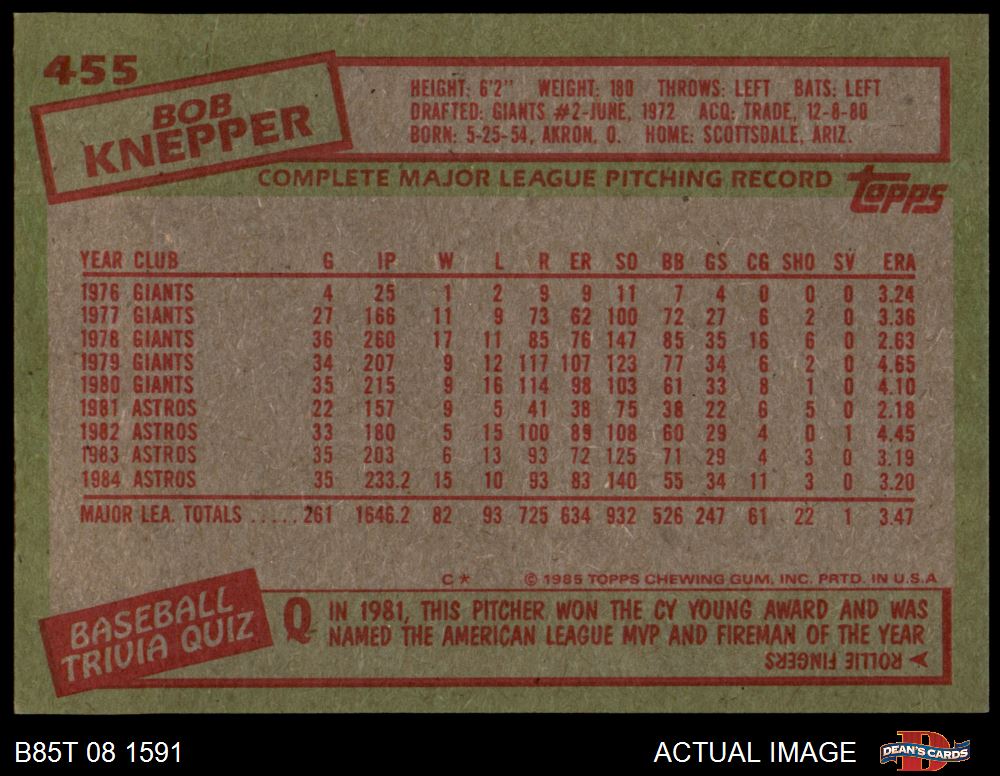 455
BOB
KNEPPER
HEIGHT: 6'2" WEIGHT: 180 THROWS: LEFT BATS: LEFT
DRAFTED: GIANTS #2-JUNE, 1972 ACQ: TRADE, 12-8-80
BORN: 5-25-54, AKRON, O. HOME: SCOTTSDALE, ARIZ.
COMPLETE MAJOR LEAGUE PITCHING RECORD
topps
YEAR CLUB G IP W L R ER SO BB GS CG SHO SV ERA
1976 GIANTS 4 25 1 2 9 9 11 7 4 0 0 0 3.24
1977 GIANTS 27 166 11 9 73 62 100 72 27 6 2 0 3.36
1978 GIANTS 36 260 17 11 85 76 147 85 35 16 6 0 2.63
1979 GIANTS 34 207 9 12 117 107 123 77 34 6 2 0 4.65
1980 GIANTS 35 215 9 16 114 98 103 61 33 8 1 0 4.10
1981 ASTROS 22 157 9 5 41 38 75 38 22 6 5 0 2.18
1982 ASTROS 33 180 5 15 100 89 108 60 29 4 0 1 4.45
1983 ASTROS 35 203 6 13 93 72 125 71 29 4 3 0 3.19
1984 ASTROS 35 233.2 15 10 93 83 140 55 34 11 3 0 3.20
MAJOR LEA. TOTALS ..... 261 1646.2 82 93 725 634 932 526 247 61 22 1 3.47
C* © 1985 TOPPS CHEWING GUM, INC. PRTD. IN U.S.A
BASEBALL
TRIVIA QUIZ
Q IN 1981, THIS PITCHER WON THE CY YOUNG AWARD AND WAS
NAMED THE AMERICAN LEAGUE MVP AND FIREMAN OF THE YEAR
ROLLIE FINGERS
B85T 08 1591 ACTUAL IMAGE DEAN'S CARDS